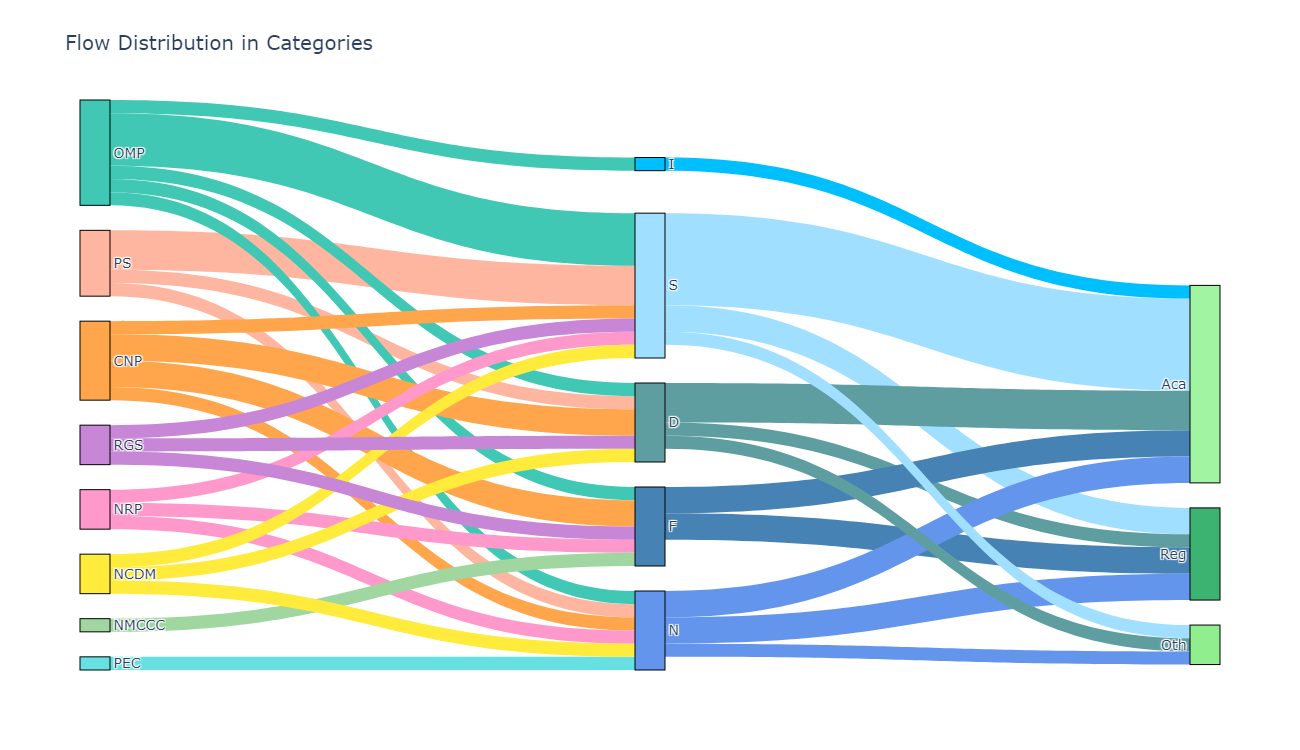 Flow Distribution in Categories
OMP
PS
CNP
RGS
NRP
NCDM
NMCCC
PEC
I
S
D
F
N
Aca
Reg
Oth